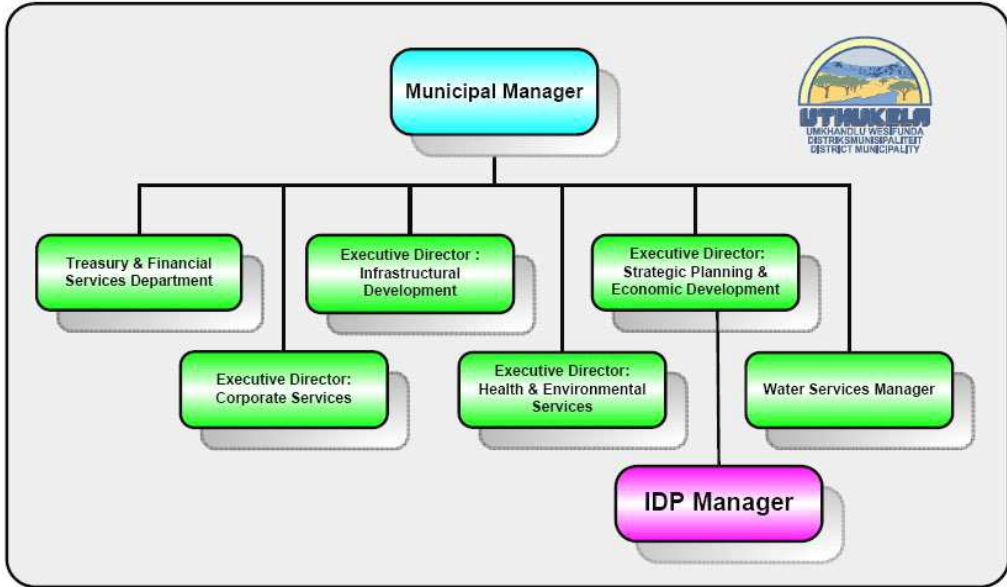 Municipal Manager
UTHUKELA
UMKHANDLU WESIFUNDA
DISTRIKSMUNISIPALITEIT
DISTRICT MUNICIPALITY
Treasury & Financial
Services Department
Executive Director :
Infrastructural
Development
Executive Director:
Strategic Planning &
Economic Development
Executive Director:
Corporate Services
Executive Director:
Health & Environmental
Services
Water Services Manager
IDP Manager